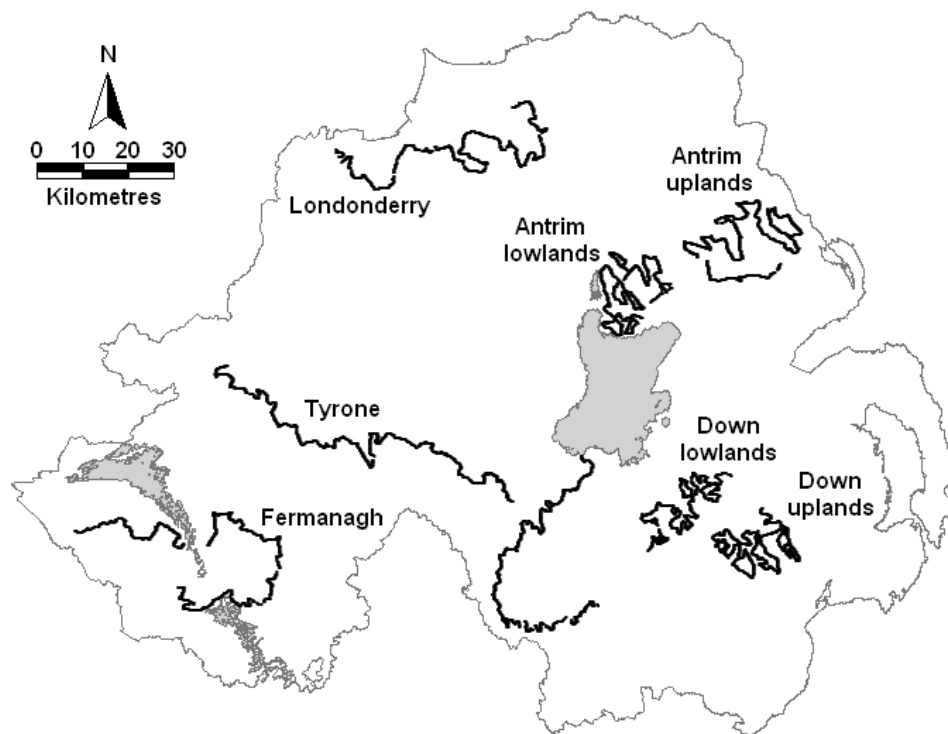 N
0 10 20 30
Kilometres
Londonderry
Antrim
uplands
Antrim
lowlands
Tyrone
Down
lowlands
Down
uplands
Fermanagh